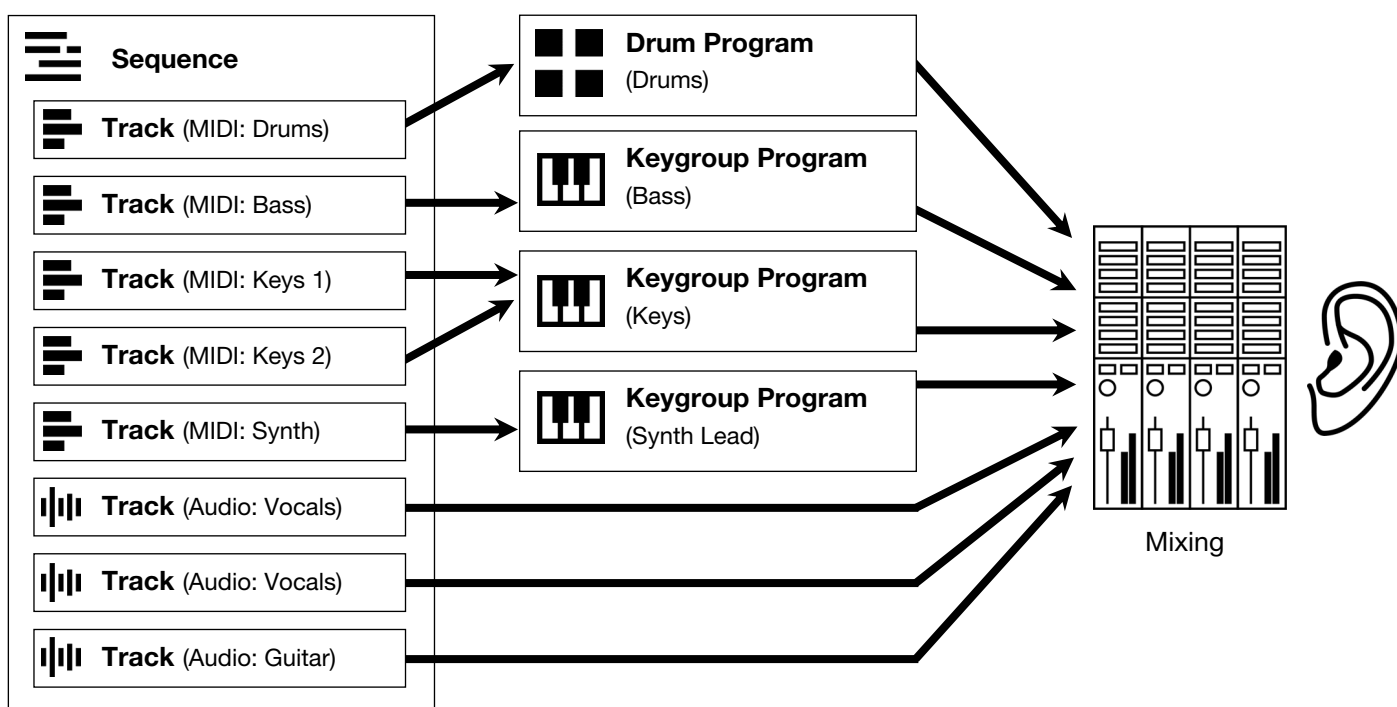 Sequence
Track (MIDI: Drums)
Track (MIDI: Bass)
Track (MIDI: Keys 1)
Track (MIDI: Keys 2)
Track (MIDI: Synth)
Track (Audio: Vocals)
Track (Audio: Vocals)
Track (Audio: Guitar)
Drum Program
(Drums)
Keygroup Program
(Bass)
Keygroup Program
(Keys)
Keygroup Program
(Synth Lead)
Mixing